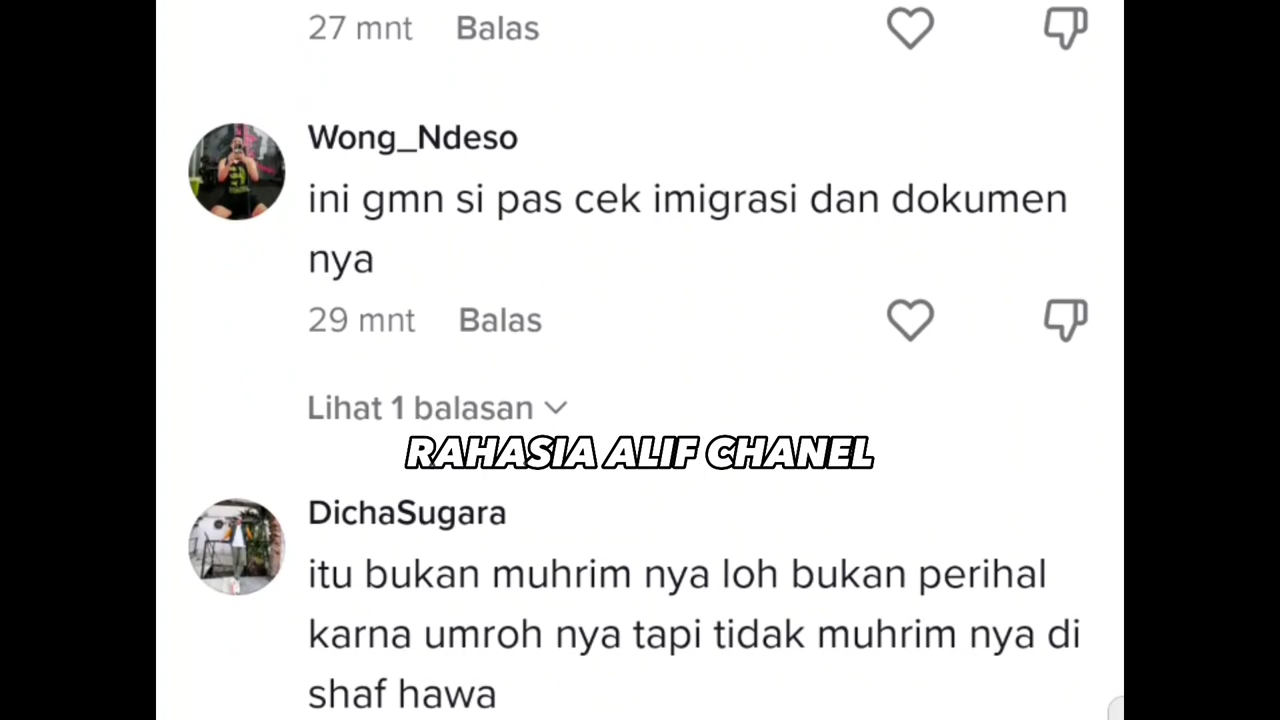 27 mnt Balas
Wong_Ndeso
ini gmn si pas cek imigrasi dan dokumen
nya
29 mnt Balas
Lihat 1 balasan
RAHASIA ALIF CHANEL
DichaSugara
itu bukan muhrim nya loh bukan perihal
karna umroh nya tapi tidak muhrim nya di
shaf hawa